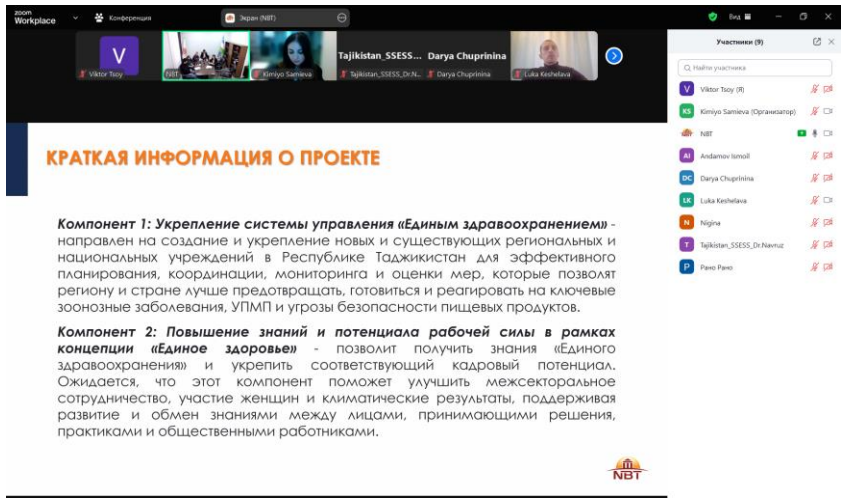 zoom
Workplace
Конференция
Экран (NBT)
Вид
V
Viktor Tsoy
NBT
Kimiyo Samieva
Tajikistan_SSESS...
Tajikistan_SSESS_Dr.N...
Darya Chuprinina
Darya Chuprinina
Luka Keshelava
Участники (9)
Найти участника
V Viktor Tsoy (Я)
KS Kimiyo Samieva (Организатор)
NBT
AI Andamov Ismoil
DC Darya Chuprinina
LK Luka Keshelava
N Nigina
T Tajikistan_SSESS_Dr.Navruz
P Рано Рано
КРАТКАЯ ИНФОРМАЦИЯ О ПРОЕКТЕ
Компонент 1: Укрепление системы управления «Единым здравоохранением» -
направлен на создание и укрепление новых и существующих региональных и
национальных учреждений в Республике Таджикистан для эффективного
планирования, координации, мониторинга и оценки мер, которые позволят
региону и стране лучше предотвращать, готовиться и реагировать на ключевые
зоонозные заболевания, УПМП и угрозы безопасности пищевых продуктов.
Компонент 2: Повышение знаний и потенциала рабочей силы в рамках
концепции «Единое здоровье» - позволит получить знания «Единого
здравоохранения» и укрепить соответствующий кадровый потенциал.
Ожидается, что этот компонент поможет улучшить межсекторальное
сотрудничество, участие женщин и климатические результаты, поддерживая
развитие и обмен знаниями между лицами, принимающими решения,
практиками и общественными работниками.
NBT